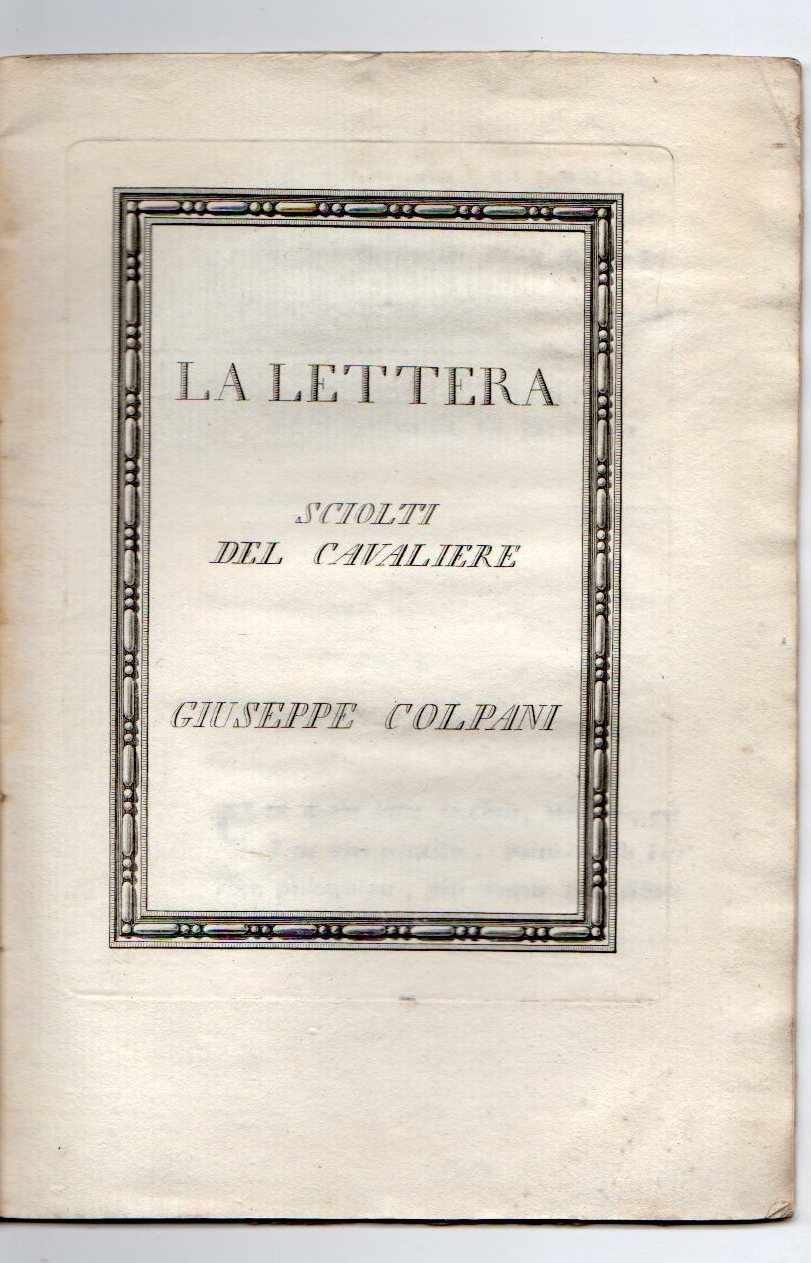 LA LETTERA
SCIOLTI
DEL CAVALIERE
GIUSEPPE COLPANI